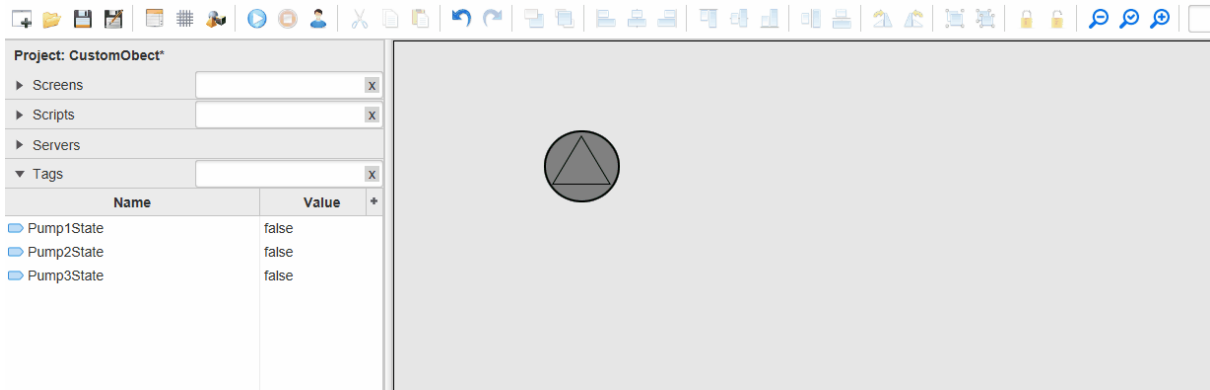 Project: CustomObect*
Screens
x
Scripts
x
Servers
Tags
x
Name Value +
Pump1State false
Pump2State false
Pump3State false